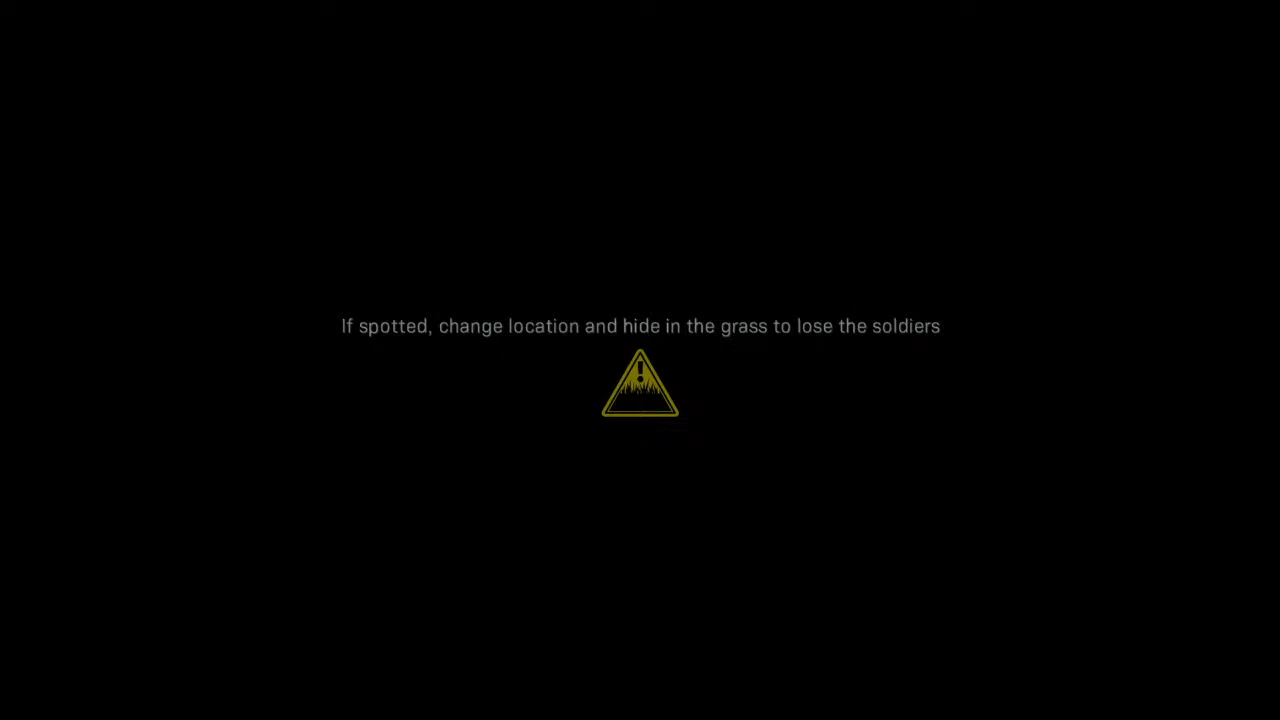 If spotted, change location and hide in the grass to lose the soldiers